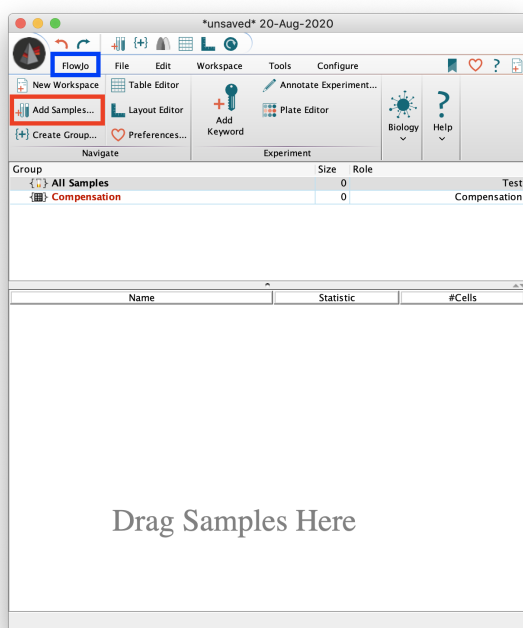 *unsaved* 20-Aug-2020
FlowJo File Edit Workspace Tools Configure
New Workspace Table Editor Annotate Experiment...
Add Samples... Layout Editor Add Keyword Plate Editor Biology Help
{+} Create Group... Preferences...
Navigate Experiment
Group Size Role
All Samples 0 Test
Compensation 0 Compensation
Name Statistic #Cells
Drag Samples Here